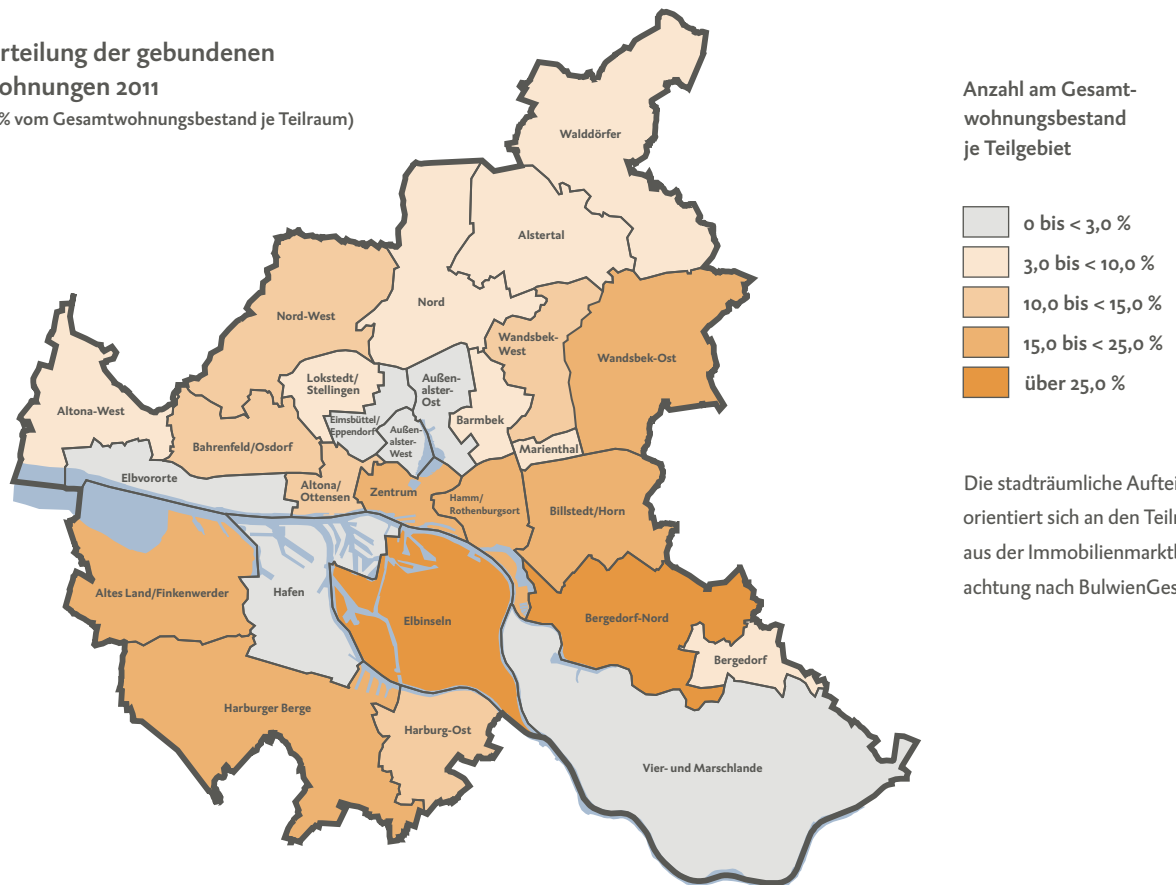 rteilung der gebundenen
ohnungen 2011
% vom Gesamtwohnungsbestand je Teilraum)
Walddörfer
Alstertal
Nord
Nord-West
Wandsbek-
West
Wandsbek-Ost
Lokstedt/
Stellingen
Außen-
alster-
Ost
Altona-West
Eimsbüttel/
Eppendorf
Außen-
alster-
West
Barmbek
Bahrenfeld/Osdorf
Marienthal
Elbvororte
Altona/
Ottensen
Zentrum
Hamm/
Rothenburgsort
Billstedt/Horn
Altes Land/Finkenwerder
Hafen
Elbinseln
Bergedorf-Nord
Bergedorf
Harburger Berge
Harburg-Ost
Vier- und Marschlande
Anzahl am Gesamt-
wohnungsbestand
je Teilgebiet
0 bis < 3,0 %
3,0 bis < 10,0 %
10,0 bis < 15,0 %
15,0 bis < 25,0 %
über 25,0 %
Die stadträumliche Auftei
orientiert sich an den Teilr
aus der Immobilienmarktb
achtung nach BulwienGes